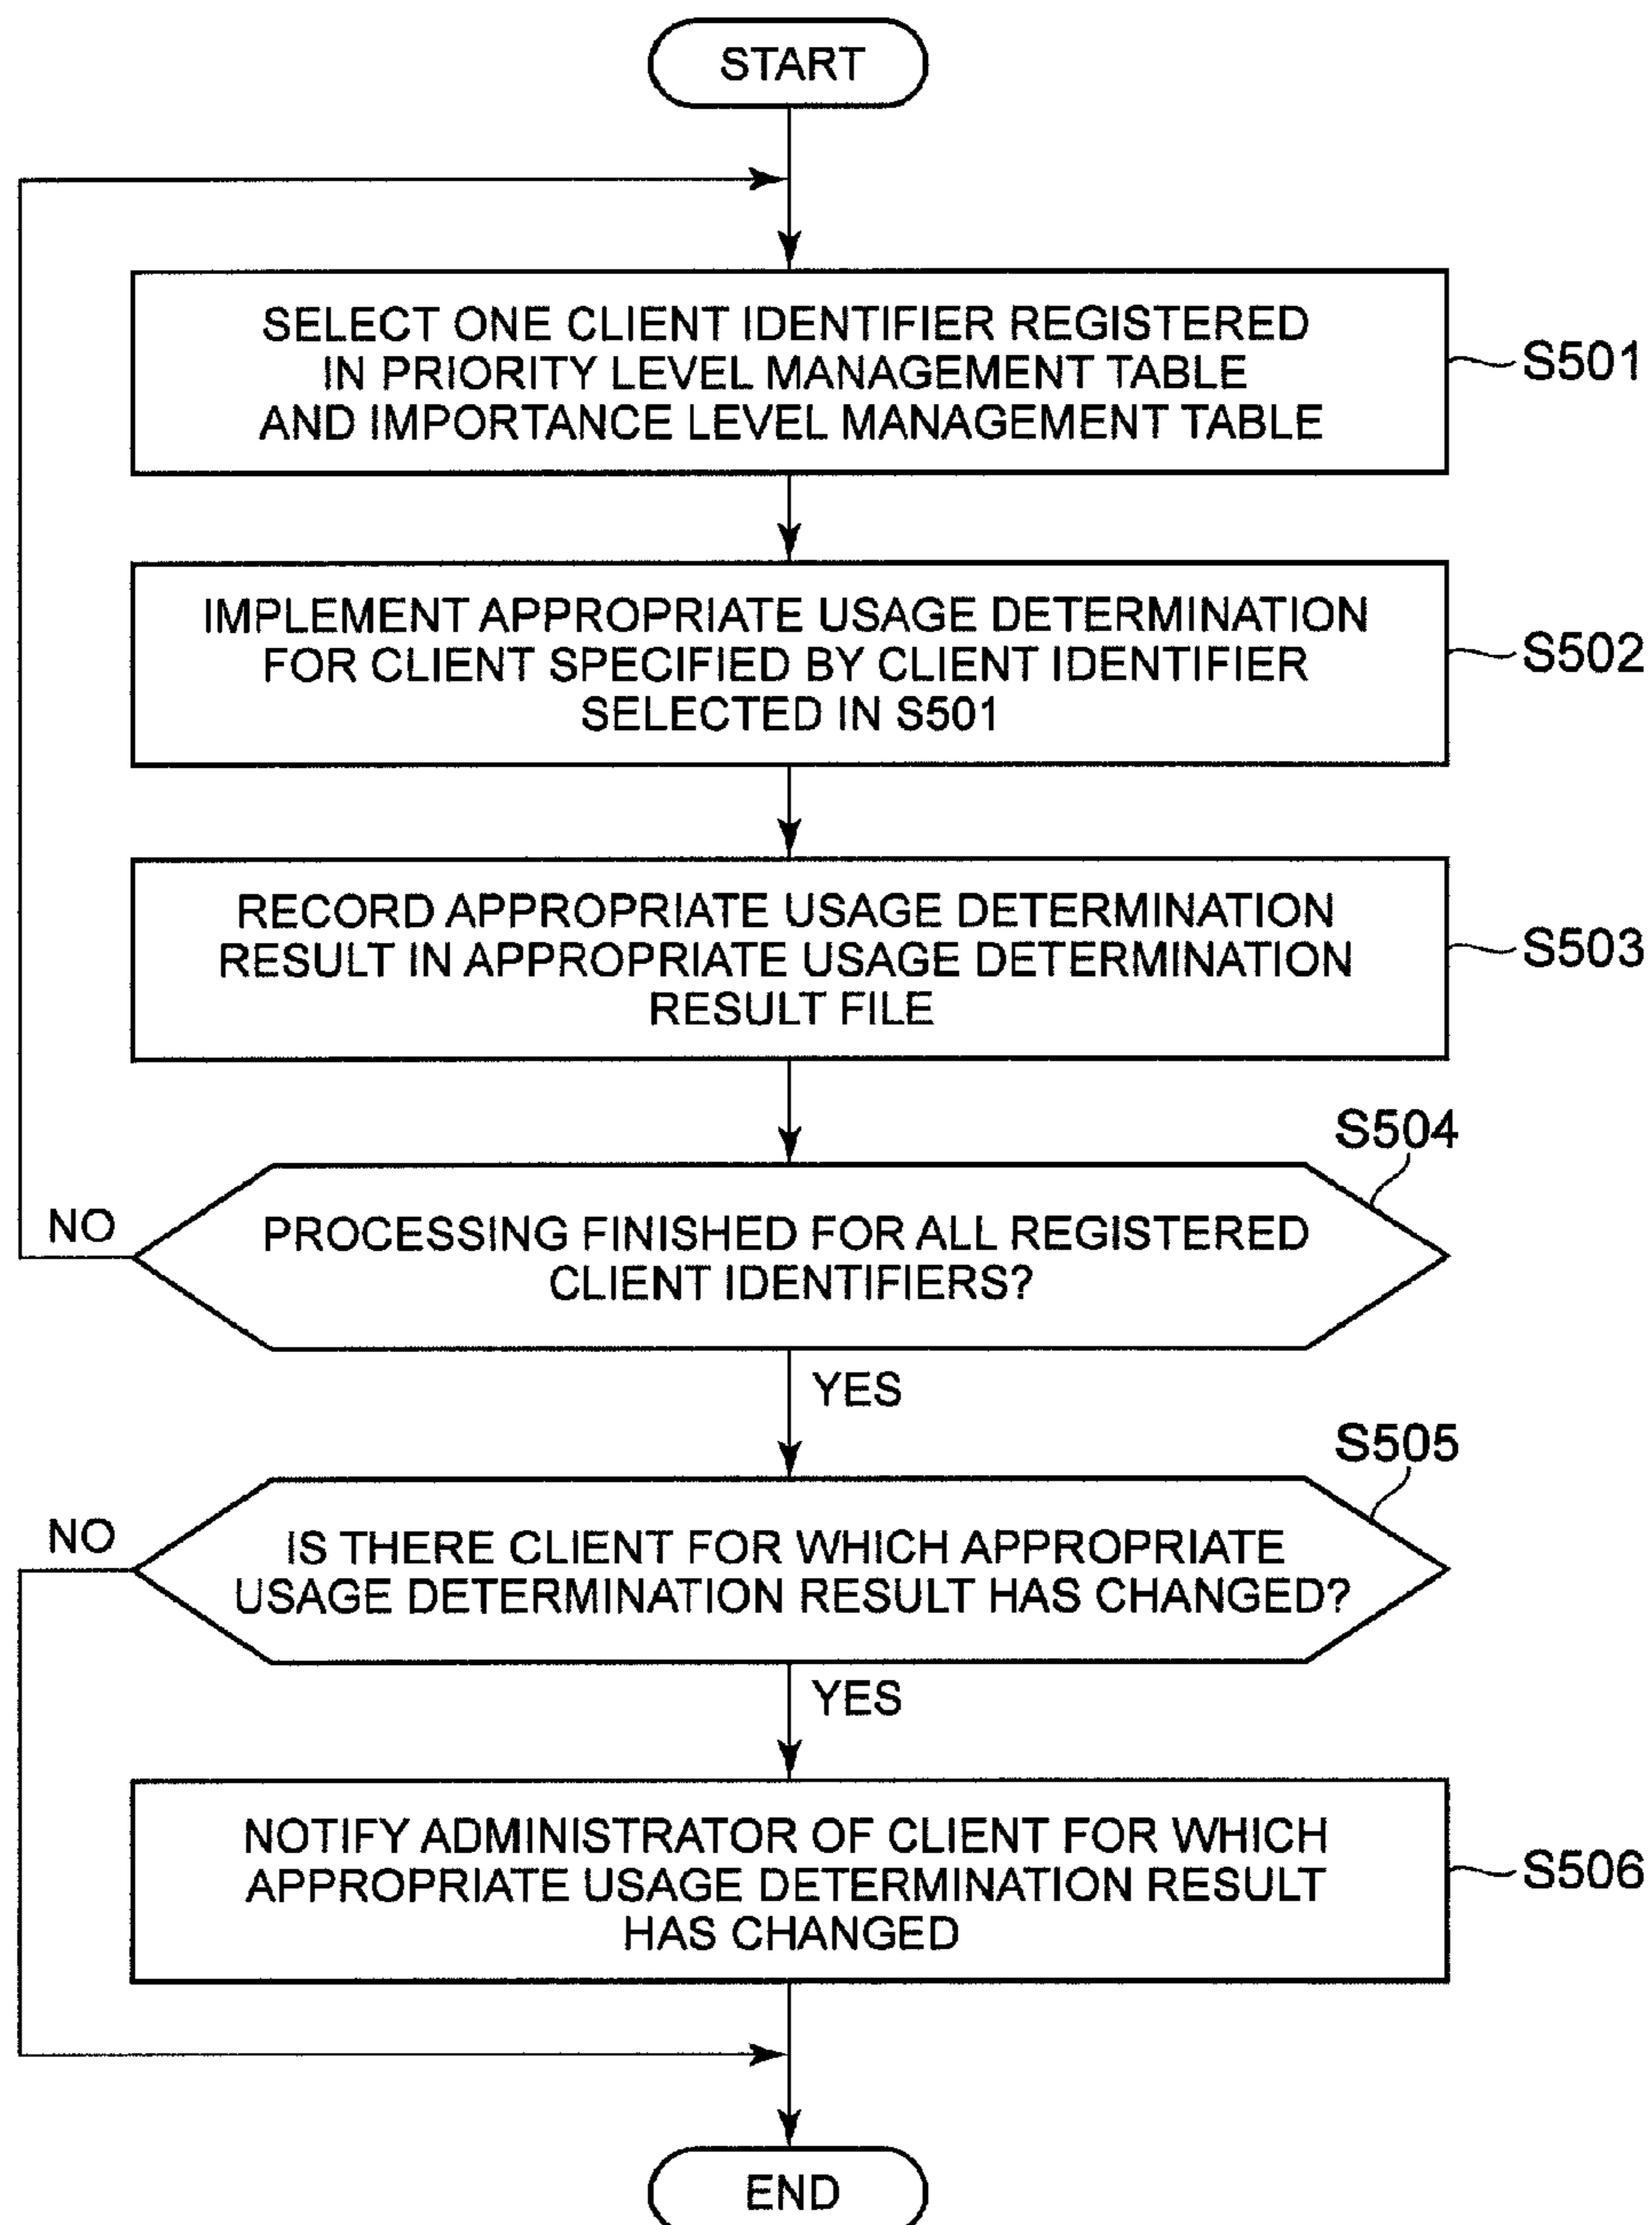 START
SELECT ONE CLIENT IDENTIFIER REGISTERED
IN PRIORITY LEVEL MANAGEMENT TABLE
AND IMPORTANCE LEVEL MANAGEMENT TABLE
S501
IMPLEMENT APPROPRIATE USAGE DETERMINATION
FOR CLIENT SPECIFIED BY CLIENT IDENTIFIER
SELECTED IN S501
S502
RECORD APPROPRIATE USAGE DETERMINATION
RESULT IN APPROPRIATE USAGE DETERMINATION
RESULT FILE
S503
S504
NO
PROCESSING FINISHED FOR ALL REGISTERED
CLIENT IDENTIFIERS?
YES
S505
NO
IS THERE CLIENT FOR WHICH APPROPRIATE
USAGE DETERMINATION RESULT HAS CHANGED?
YES
NOTIFY ADMINISTRATOR OF CLIENT FOR WHICH
APPROPRIATE USAGE DETERMINATION RESULT
HAS CHANGED
S506
END